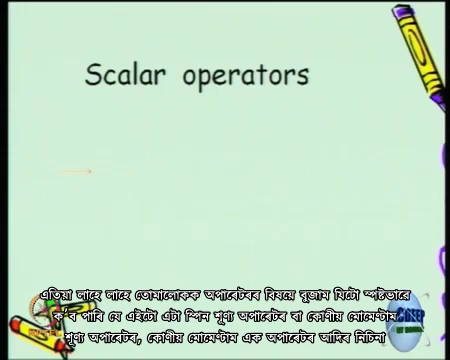 Scalar operators
এতিয়া লাহে লাহে তোমালোকক অপাৰেটৰৰ বিষয়ে বুজাম যিটো স্পষ্টভাৱে
ক'ব পাৰি যে এইটো এটা স্পিন শূণ্য অপাৰেটৰ বা কোণীয় মোমেণ্টাম
শূণ্য অপাৰেটৰ, কোণীয় মোমেণ্টাম এক অপাৰেটৰ আদিৰ নিচিনা